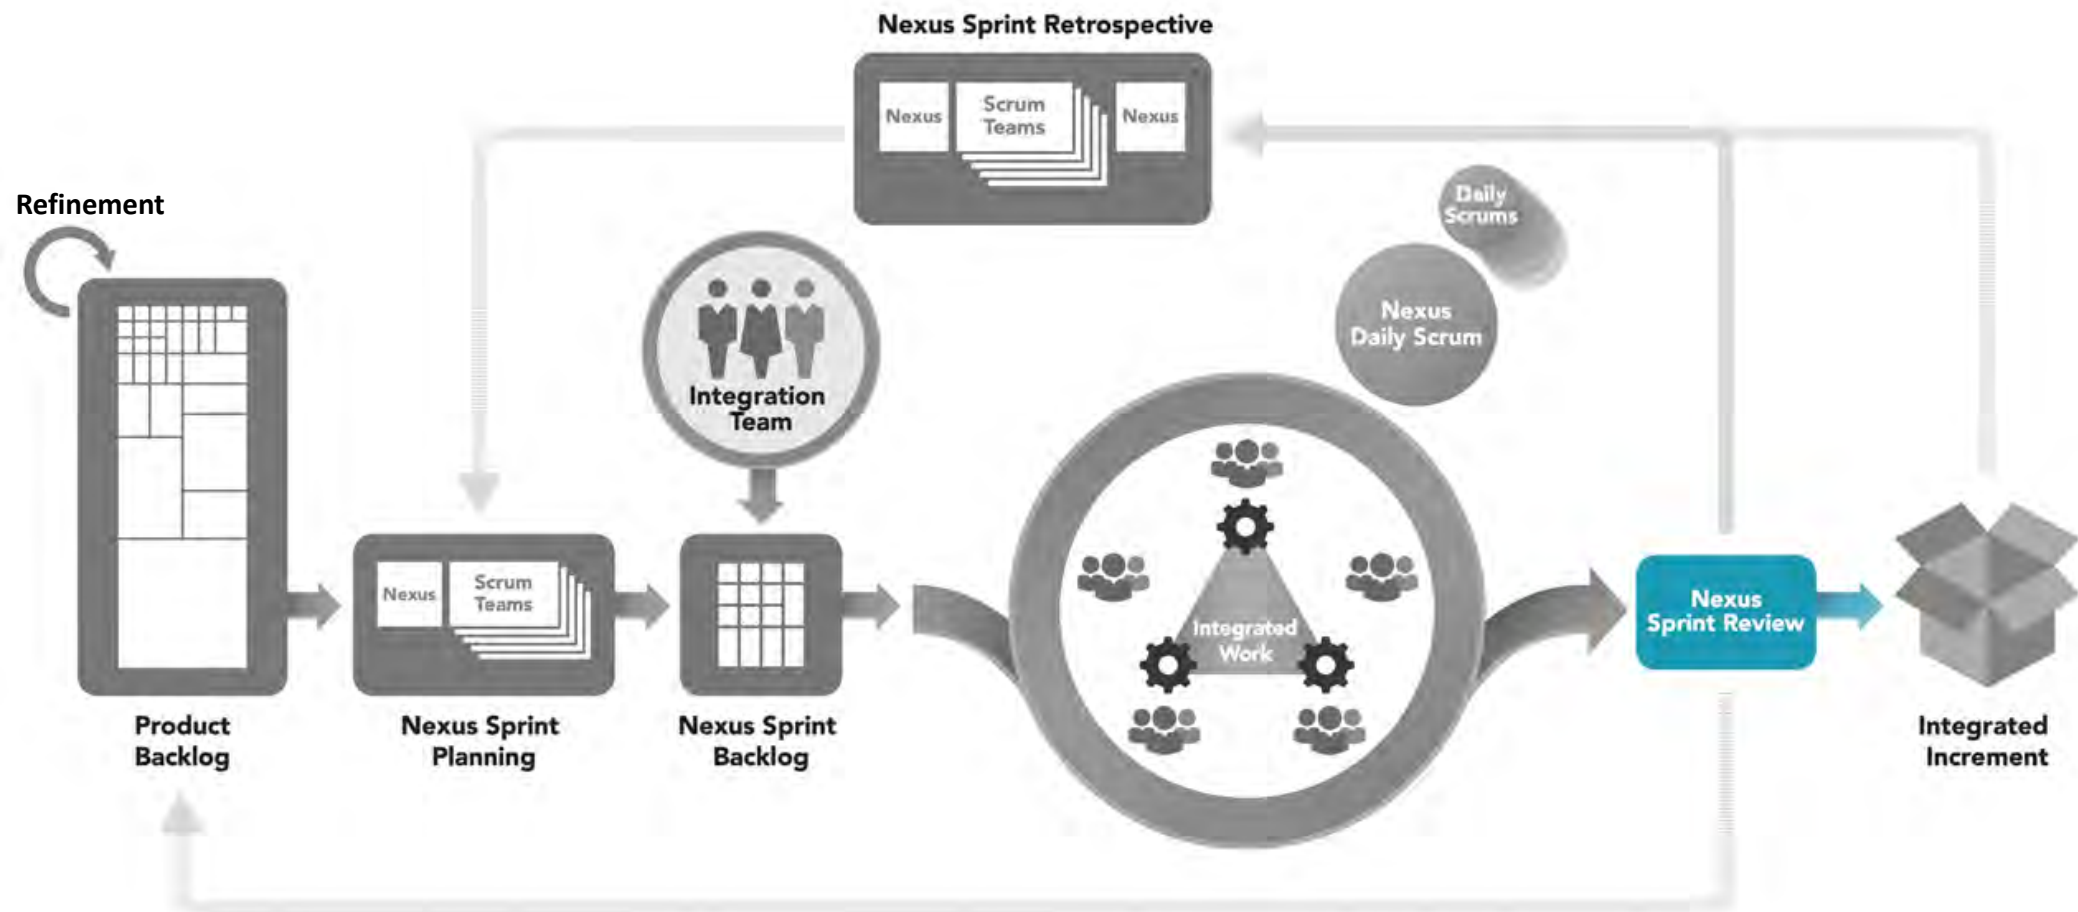 Nexus Sprint Retrospective
Nexus
Scrum
Teams
Nexus
Refinement
Daily
Scrums
Nexus
Daily Scrum
Integration
Team
Nexus
Scrum
Teams
Integrated
Work
Nexus
Sprint Review
Product
Backlog
Nexus Sprint
Planning
Nexus Sprint
Backlog
Integrated
Increment